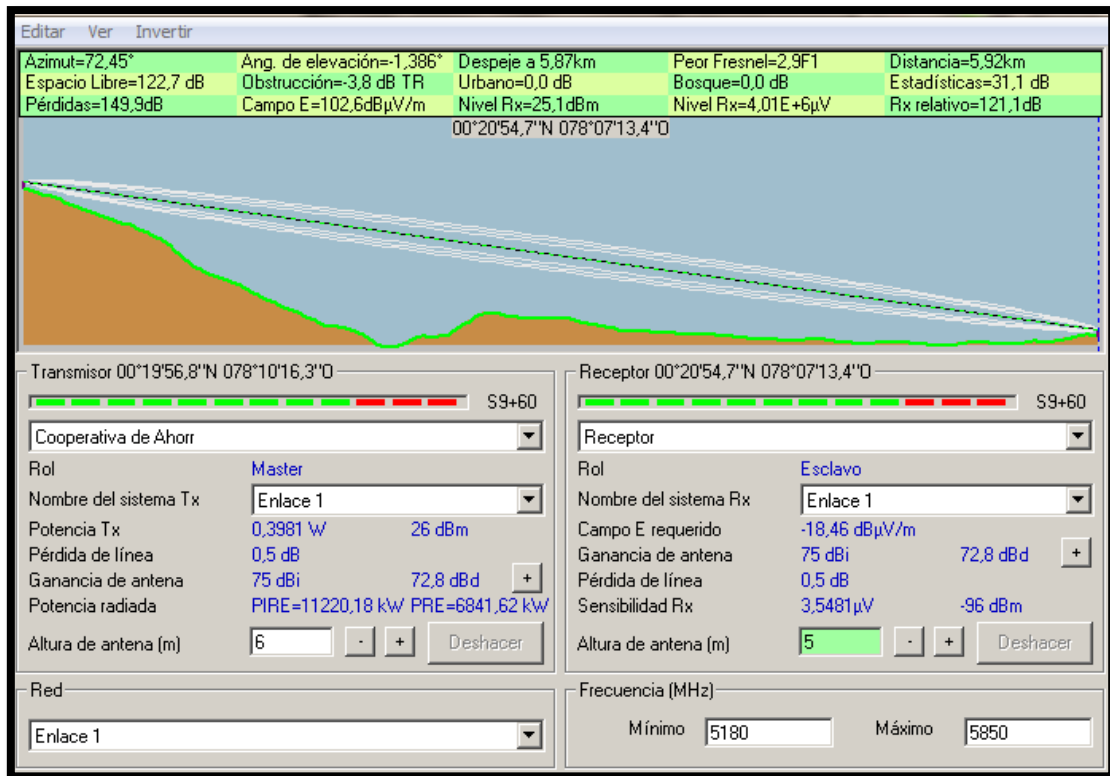 Editar Ver Invertir
Azimut=72,45° Ang. de elevación=-1,386° Despeje a 5,87km Peor Fresnel=2,9F1 Distancia=5,92km
Espacio Libre=122,7 dB Obstrucción=-3,8 dB TR Urbano=0,0 dB Bosque=0,0 dB Estadísticas=31,1 dB
Pérdidas=149,9dB Campo E=102,6dBµV/m Nivel Rx=25,1dBm Nivel Rx=4,01E+6µV Rx relativo=121,1dB
00°20'54,7''N 078°07'13,4''O
Transmisor 00°19'56,8''N 078°10'16,3''O
S9+60
Cooperativa de Ahorr
Rol Master
Nombre del sistema Tx Enlace 1
Potencia Tx 0,3981 W 26 dBm
Pérdida de línea 0,5 dB
Ganancia de antena 75 dBi 72,8 dBd +
Potencia radiada PIRE=11220,18 kW PRE=6841,62 kW
Altura de antena (m) 6 - + Deshacer
Receptor 00°20'54,7''N 078°07'13,4''O
S9+60
Receptor
Rol Esclavo
Nombre del sistema Rx Enlace 1
Campo E requerido -18,46 dBµV/m
Ganancia de antena 75 dBi 72,8 dBd +
Pérdida de línea 0,5 dB
Sensibilidad Rx 3,5481µV -96 dBm
Altura de antena (m) 5 - + Deshacer
Red
Enlace 1
Frecuencia (MHz)
Mínimo 5180 Máximo 5850